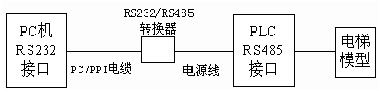 PC机
RS232
接口
PC/PPI电缆
RS232/RS485
转换器
电源线
PLC
RS485
接口
电梯
模型